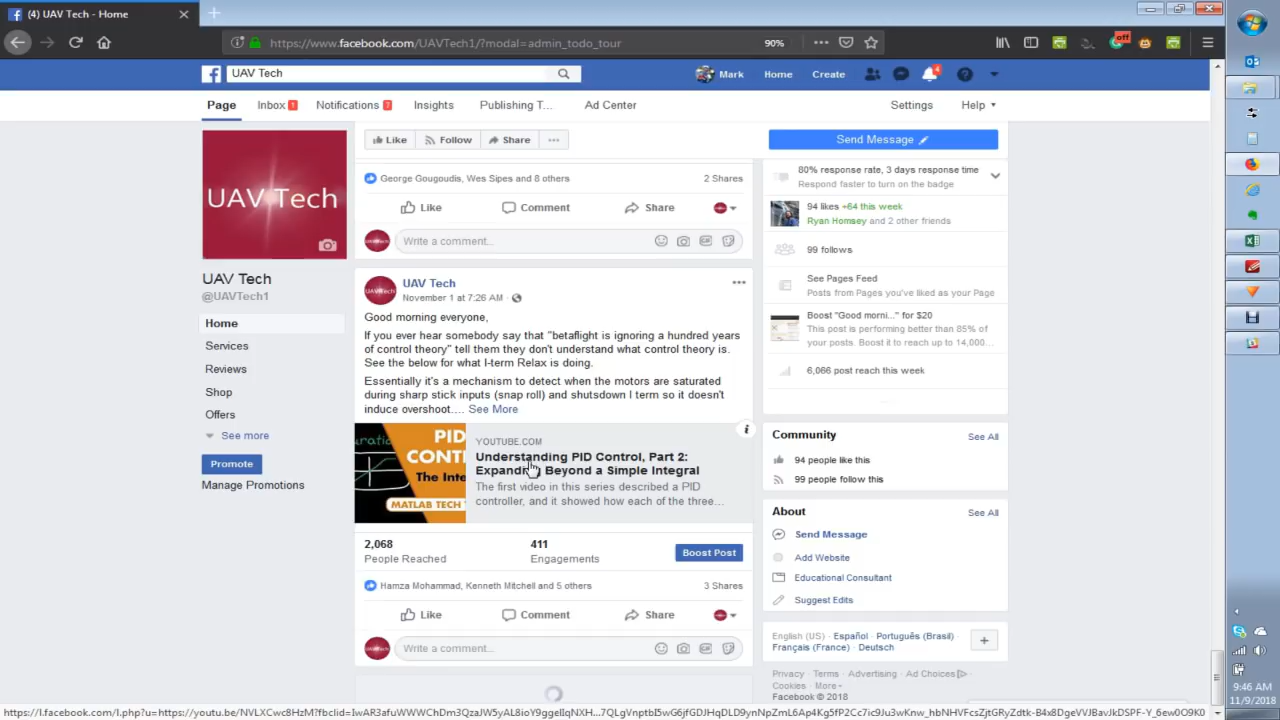 (4) UAV Tech - Home
https://www.facebook.com/UAVTech1/?modal=admin_todo_tour
90%
off
UAV Tech
Mark
Home
Create
4
Page
Inbox 1
Notifications 7
Insights
Publishing T...
Ad Center
Settings
Help
UAV Tech
UAV Tech
@UAVTech1
Home
Services
Reviews
Shop
Offers
See more
Promote
Manage Promotions
Like
Follow
Share
Send Message
George Gougoudis, Wes Sipes and 8 others
2 Shares
Like
Comment
Share
Write a comment...
UAV Tech
November 1 at 7:26 AM
Good morning everyone,
If you ever hear somebody say that "betaflight is ignoring a hundred years
of control theory" tell them they don't understand what control theory is.
See the below for what I-term Relax is doing.
Essentially it's a mechanism to detect when the motors are saturated
during sharp stick inputs (snap roll) and shutsdown I term so it doesn't
induce overshoot.... See More
PID
CONT
The Inte
MATLAB TECH
YOUTUBE.COM
Understanding PID Control, Part 2:
Expanding Beyond a Simple Integral
The first video in this series described a PID
controller, and it showed how each of the three...
2,068
People Reached
411
Engagements
Boost Post
Hamza Mohammad, Kenneth Mitchell and 5 others
3 Shares
Like
Comment
Share
Write a comment...
80% response rate, 3 days response time
Respond faster to turn on the badge
94 likes +64 this week
Ryan Homsey and 2 other friends
99 follows
See Pages Feed
Posts from Pages you've liked as your Page
Boost "Good morni..." for $20
This post is performing better than 85% of
your posts. Boost it to reach up to 14,000...
6,066 post reach this week
Community
See All
94 people like this
99 people follow this
About
See All
Send Message
Add Website
Educational Consultant
Suggest Edits
English (US) · Español · Português (Brasil) ·
Français (France) · Deutsch
Privacy · Terms · Advertising · Ad Choices ·
Cookies · More
Facebook © 2018
9:46 AM
11/9/2018